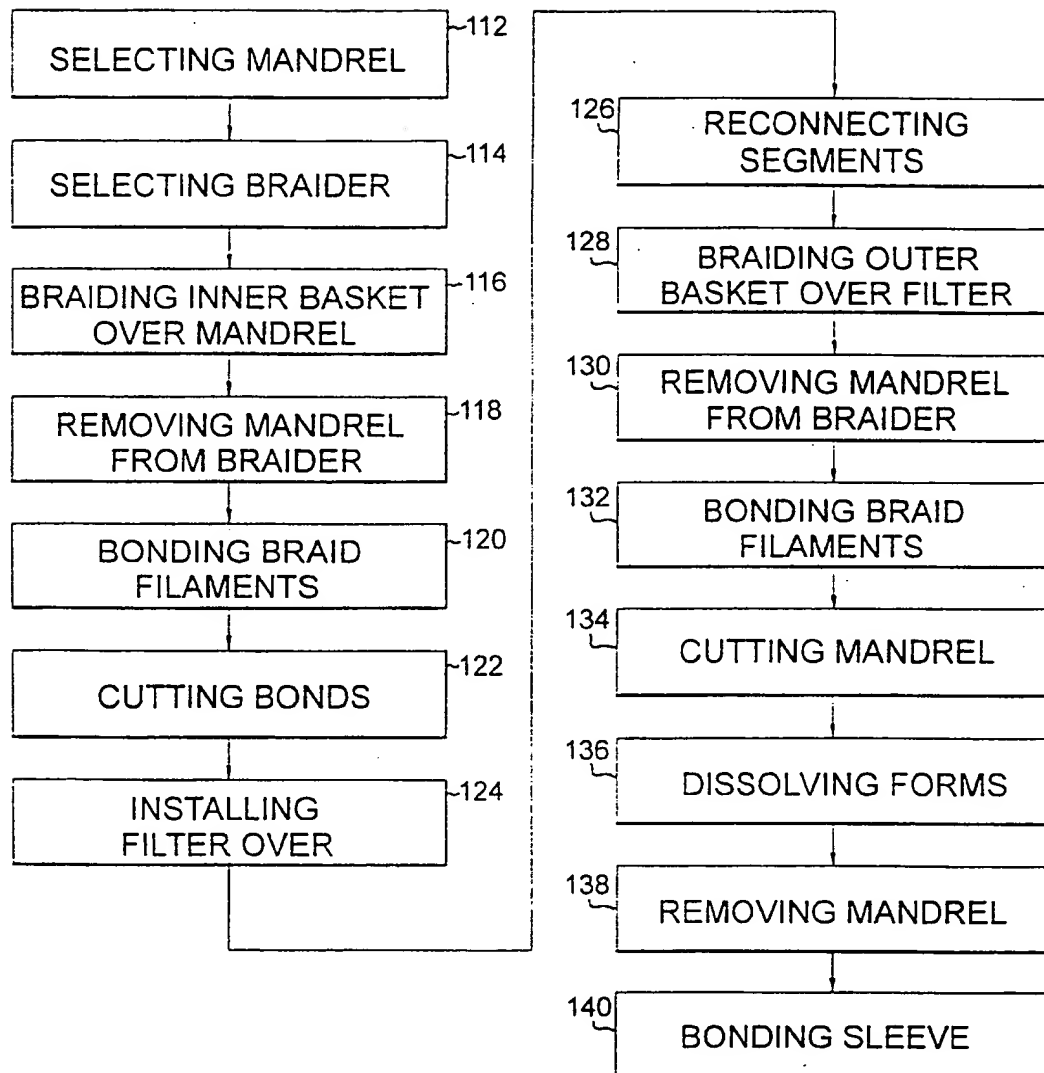 SELECTING MANDREL
112
SELECTING BRAIDER
114
BRAIDING INNER BASKET
OVER MANDREL
116
REMOVING MANDREL
FROM BRAIDER
118
BONDING BRAID
FILAMENTS
120
CUTTING BONDS
122
INSTALLING
FILTER OVER
124
126
RECONNECTING
SEGMENTS
128
BRAIDING OUTER
BASKET OVER FILTER
130
REMOVING MANDREL
FROM BRAIDER
132
BONDING BRAID
FILAMENTS
134
CUTTING MANDREL
136
DISSOLVING FORMS
138
REMOVING MANDREL
140
BONDING SLEEVE